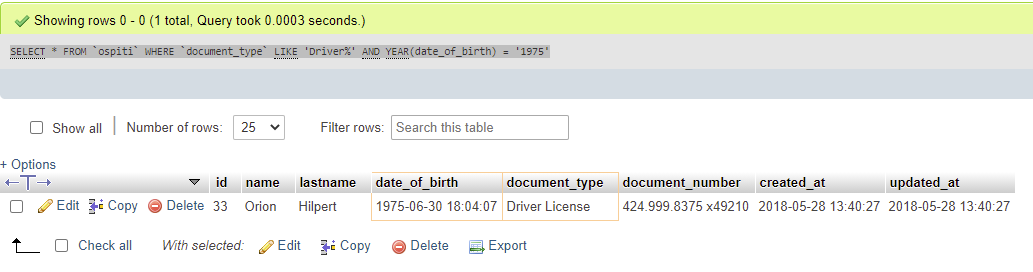 Showing rows 0 - 0 (1 total, Query took 0.0003 seconds.)
SELECT * FROM `ospiti` WHERE `document_type` LIKE 'Driver%' AND YEAR(date_of_birth) = '1975'
Show all | Number of rows: 25 Filter rows: Search this table
+ Options
←T→ id name lastname date_of_birth document_type document_number created_at updated_at
Edit Copy Delete 33 Orion Hilpert 1975-06-30 18:04:07 Driver License 424.999.8375 x49210 2018-05-28 13:40:27 2018-05-28 13:40:27
Check all With selected: Edit Copy Delete Export